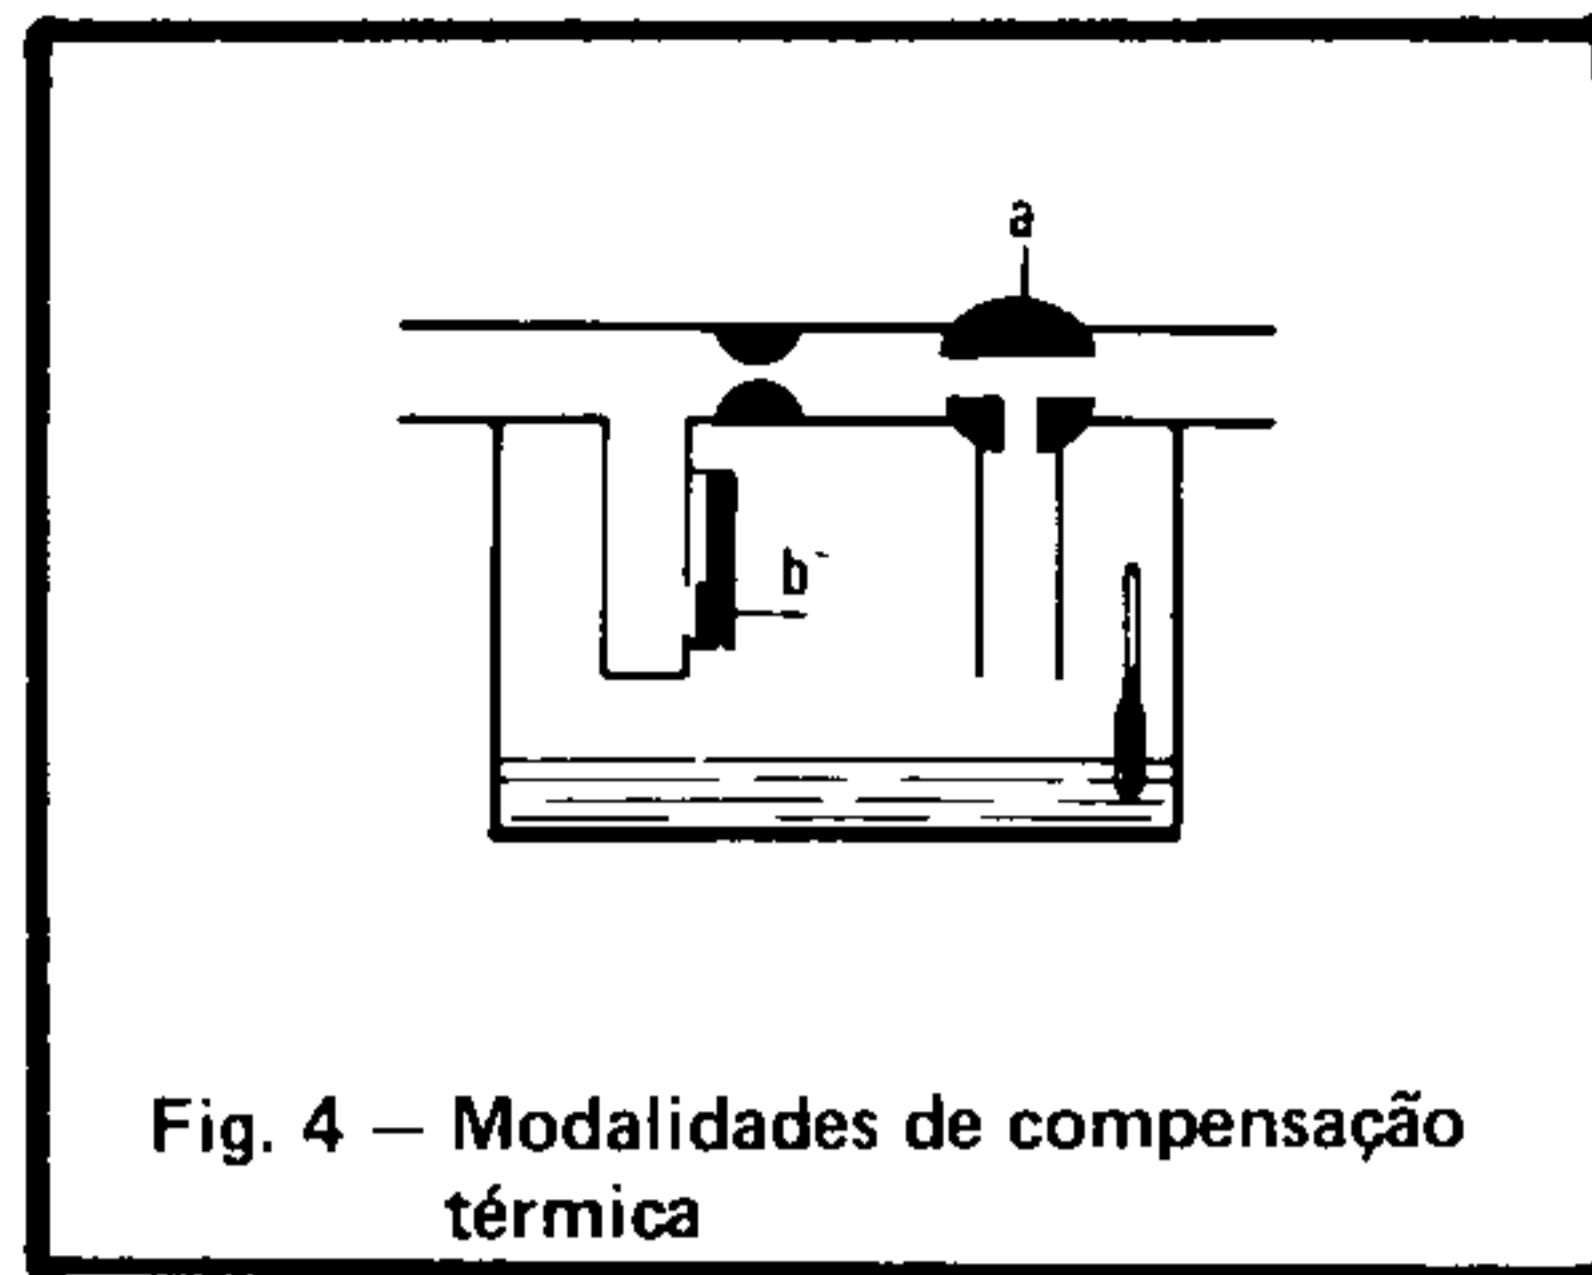 a
b
Fig. 4 — Modalidades de compensação
térmica